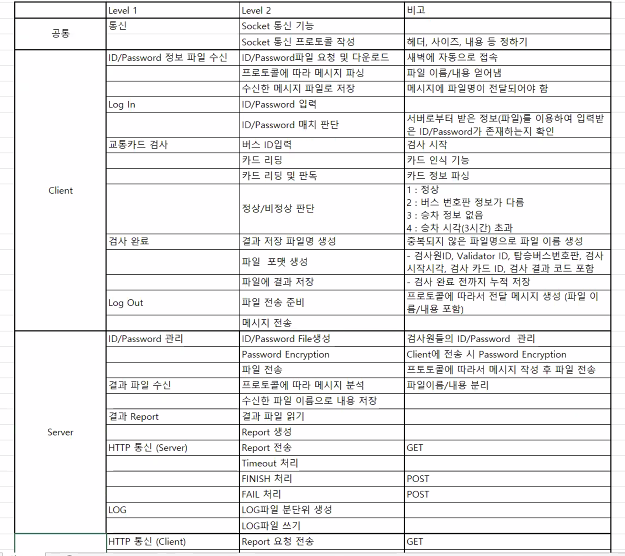 Level 1 Level 2 비고
공통 통신 Socket 통신 기능
Socket 통신 프로토콜 작성 헤더, 사이즈, 내용 등 정하기
Client ID/Password 정보 파일 수신 ID/Password파일 요청 및 다운로드 새벽에 자동으로 접속
프로토콜에 따라 메시지 파싱 파일 이름/내용 얻어냄
수신한 메시지 파일로 저장 메시지에 파일명이 전달되어야 함
Log In ID/Password 입력
ID/Password 매치 판단 서버로부터 받은 정보(파일)를 이용하여 입력받
은 ID/Password가 존재하는지 확인
교통카드 검사 버스 ID입력 검사 시작
카드 리딩 카드 인식 기능
카드 리딩 및 판독 카드 정보 파싱
정상/비정상 판단 1 : 정상
2 : 버스 번호판 정보가 다름
3 : 승차 정보 없음
4 : 승차 시각(3시간) 초과
검사 완료 결과 저장 파일명 생성 중복되지 않은 파일명으로 파일 이름 생성
파일 포맷 생성 - 검사원ID, Validator ID, 탑승버스번호판, 검사
시작시각, 검사 카드 ID, 검사 결과 코드 포함
파일에 결과 저장 - 검사 완료 전까지 누적 저장
Log Out 파일 전송 준비 프로토콜에 따라서 전달 메시지 생성 (파일 이
름/내용 포함)
메시지 전송
Server ID/Password 관리 ID/Password File생성 검사원들의 ID/Password 관리
Password Encryption Client에 전송 시 Password Encryption
파일 전송 프토토콜에 따라서 메시지 작성 후 파일 전송
결과 파일 수신 프로토콜에 따라 메시지 분석 파일이름/내용 분리
수신한 파일 이름으로 내용 저장
결과 Report 결과 파일 읽기
Report 생성
HTTP 통신 (Server) Report 전송 GET
Timeout 처리
FINISH 처리 POST
FAIL 처리 POST
LOG LOG파일 분단위 생성
LOG파일 쓰기
HTTP 통신 (Client) Report 요청 전송 GET